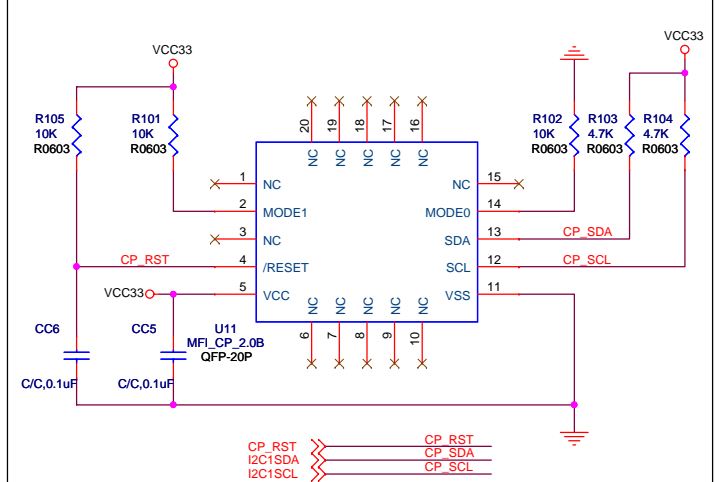 VCC33
VCC33
R105
10K
R0603
R101
10K
R0603
R102
10K
R0603
R103
4.7K
R0603
R104
4.7K
R0603
20
19
18
17
16
NC
NC
NC
NC
NC
1
NC
2
MODE1
3
NC
CP_RST
4
/RESET
VCC33
5
VCC
NC
15
MODE0
14
SDA
13
CP_SDA
SCL
12
CP_SCL
VSS
11
NC
NC
NC
NC
NC
6
7
8
9
10
CC6
C/C,0.1uF
CC5
C/C,0.1uF
U11
MFI_CP_2.0B
QFP-20P
CP_RST
CP_RST
I2C1SDA
CP_SDA
I2C1SCL
CP_SCL